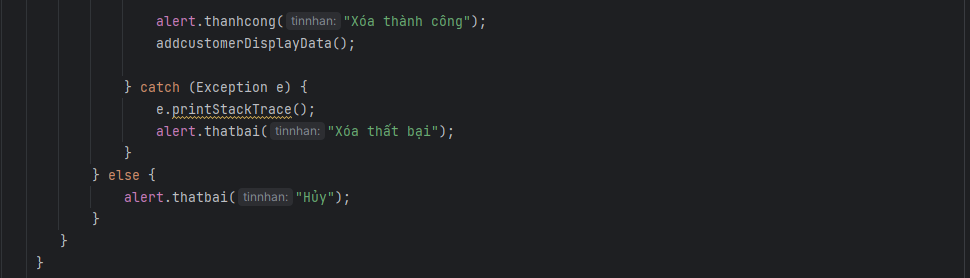 alert.thanhcong( tinnhan: "Xóa thành công");
addcustomerDisplayData();
} catch (Exception e) {
e.printStackTrace();
alert.thatbai( tinnhan: "Xóa thất bại");
}
} else {
alert.thatbai( tinnhan: "Hủy");
}
}
}